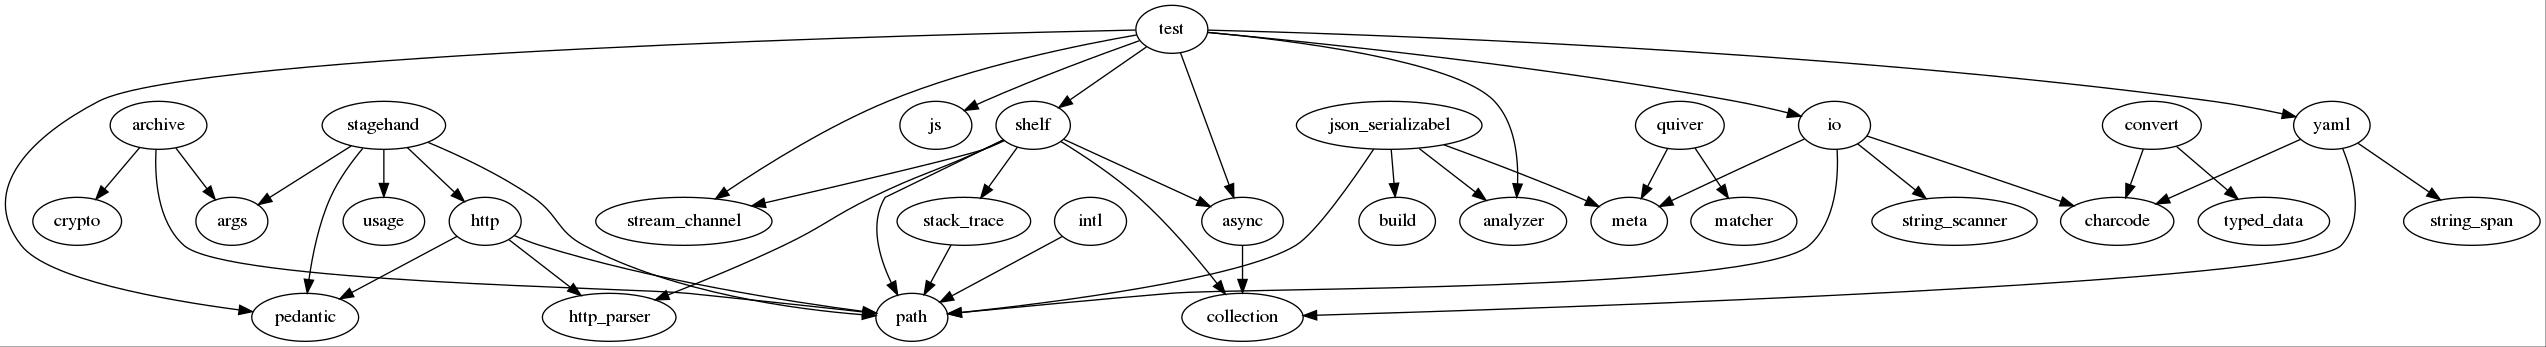 test
archive
stagehand
js
shelf
json_serializabel
quiver
io
convert
yaml
crypto
args
usage
http
stream_channel
stack_trace
intl
async
build
analyzer
meta
matcher
string_scanner
charcode
typed_data
string_span
pedantic
http_parser
path
collection